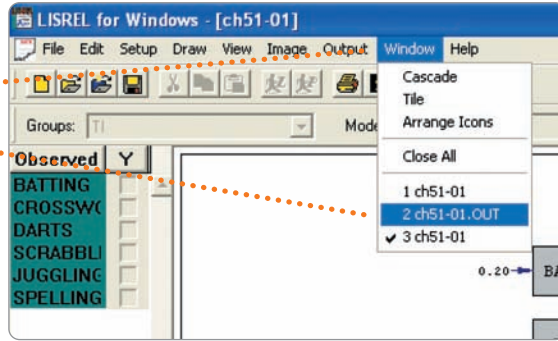 LISREL for Windows - [ch51-01]
File Edit Setup Draw View Image Output Window Help
Cascade
Tile
Arrange Icons
Close All
1 ch51-01
2 ch51-01.OUT
3 ch51-01
Groups: TI
Mode
Observed Y
BATTING
CROSSW(
DARTS
SCRABBLI
JUGGLING
SPELLING
0.20 BA